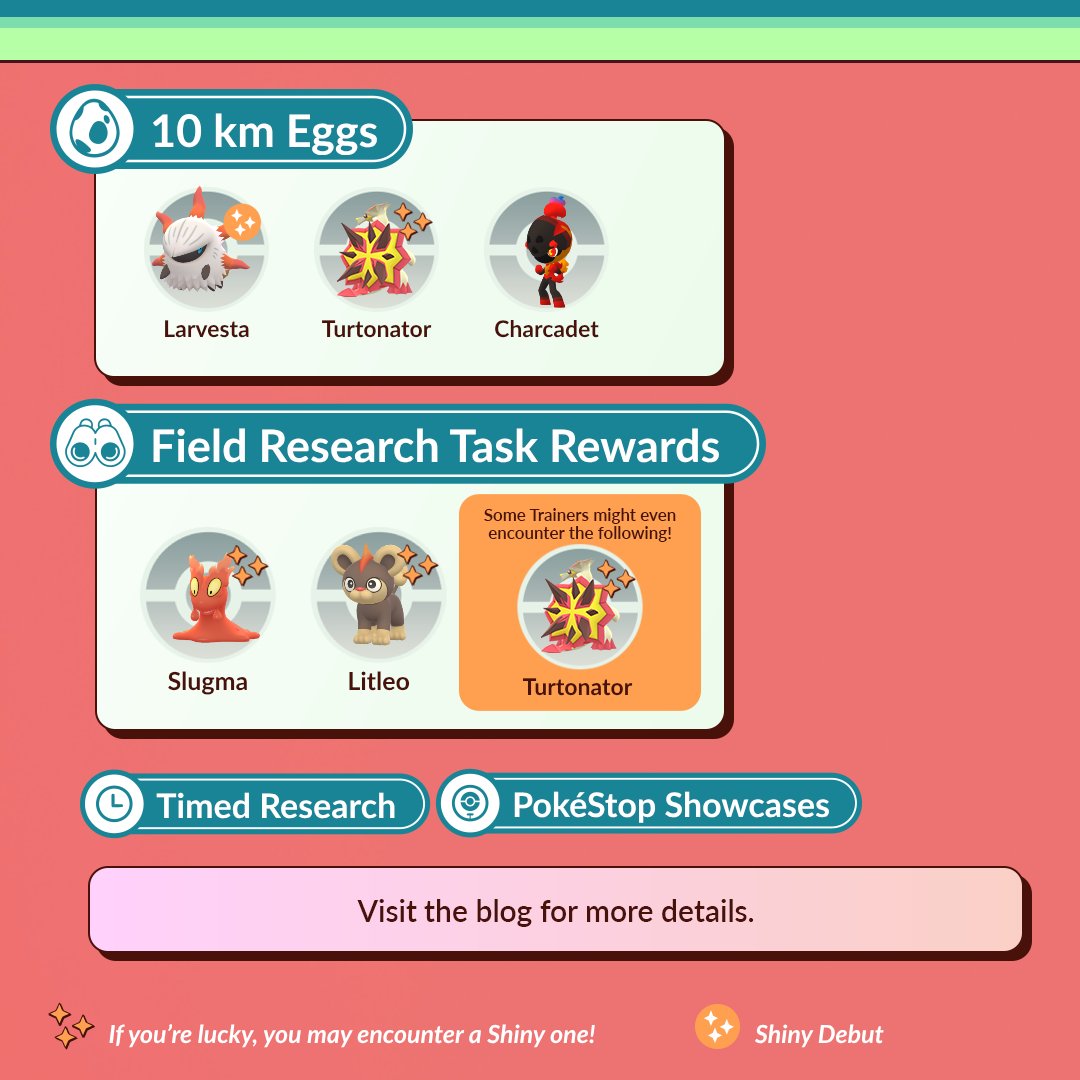 10 km Eggs
Larvesta
Turtonator
Charcadet
Field Research Task Rewards
Some Trainers might even
encounter the following!
Slugma
Litleo
Turtonator
Timed Research
PokéStop Showcases
Visit the blog for more details.
If you're lucky, you may encounter a Shiny one!
Shiny Debut